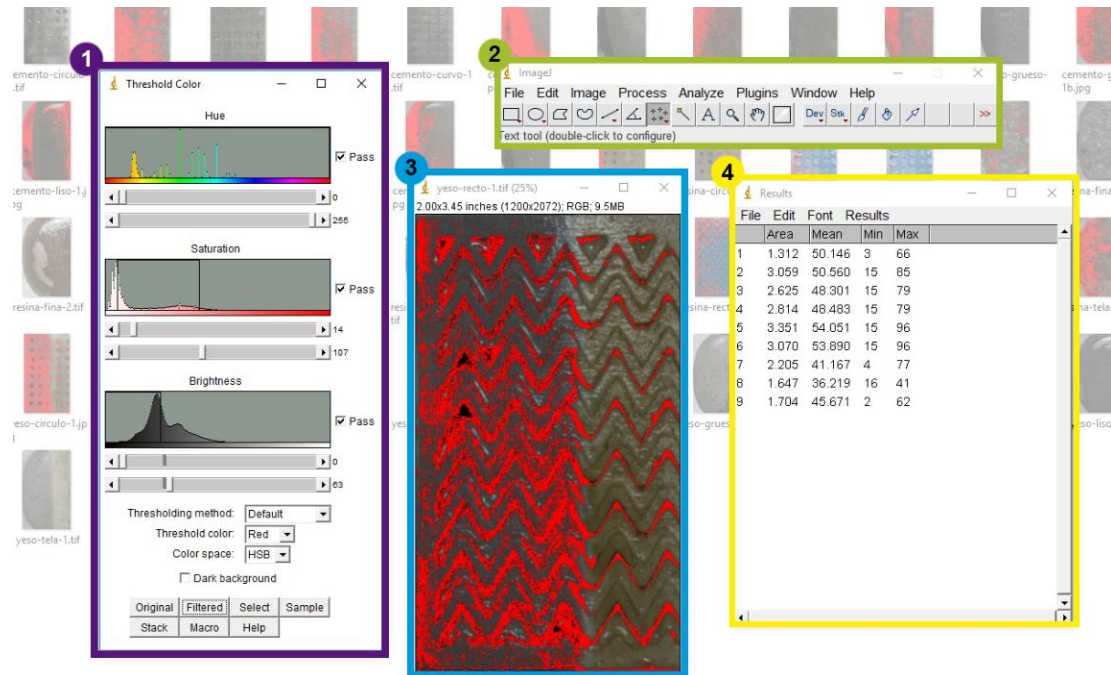 1
Threshold Color
Hue
Pass
0
255
Saturation
Pass
14
107
Brightness
Pass
0
63
Thresholding method: Default
Threshold color: Red
Color space: HSB
Dark background
Original Filtered Select Sample
Stack Macro Help
2
ImageJ
File Edit Image Process Analyze Plugins Window Help
Dev Stk >>
Text tool (double-click to configure)
3
yeso-recto-1.tif (25%)
2.00x3.45 inches (1200x2072); RGB; 9.5MB
4
Results
File Edit Font Results
Area Mean Min Max
1 1.312 50.146 3 66
2 3.059 50.560 15 85
3 2.625 48.301 15 79
4 2.814 48.483 15 79
5 3.351 54.051 15 96
6 3.070 53.890 15 96
7 2.205 41.167 4 77
8 1.647 36.219 16 41
9 1.704 45.671 2 62
cemento-curvo-1
.tif
cemento-liso-1.j
pg
resina-fina-2.tif
yeso-circulo-1.jp
yeso-tela-1.tif
1b.jpg